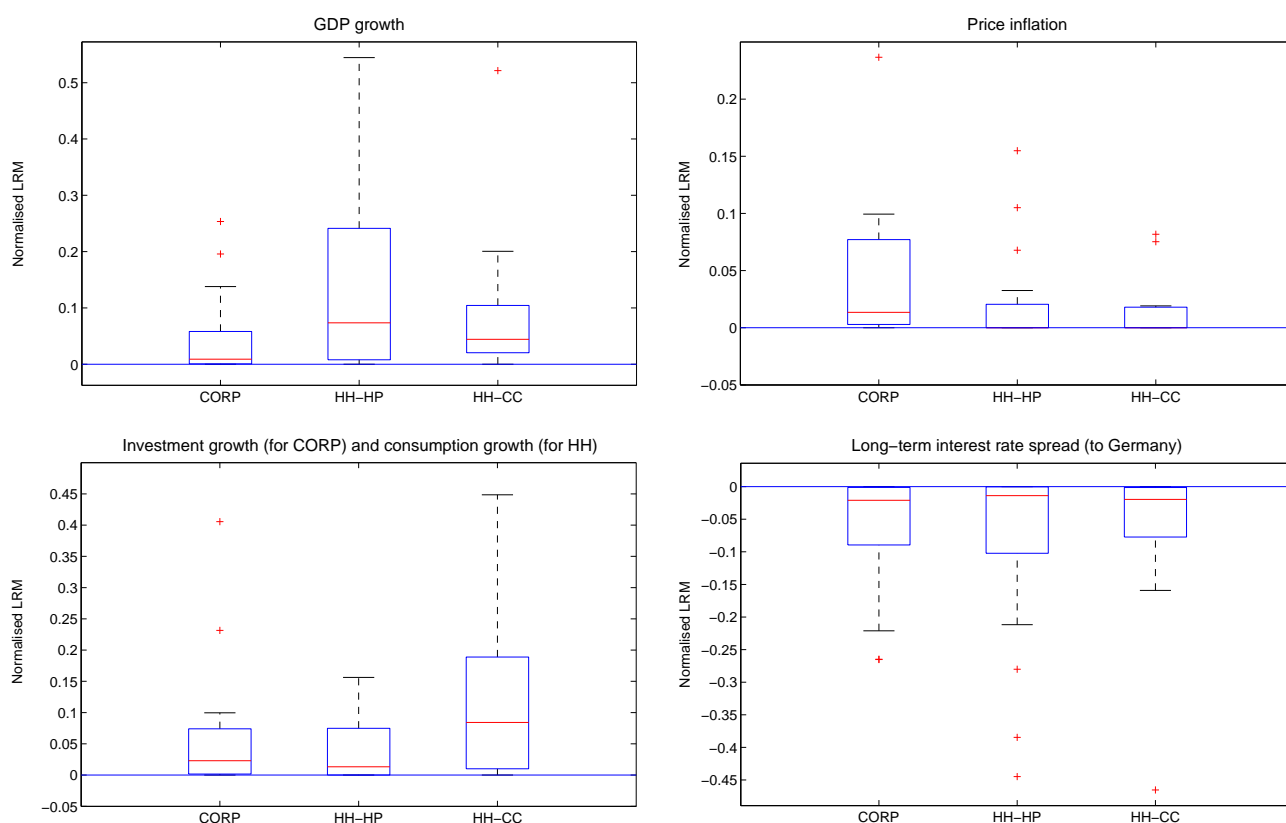 GDP growth
Normalised LRM
0.5
0.4
0.3
0.2
0.1
0
CORP HH−HP HH−CC
Price inflation
Normalised LRM
0.2
0.15
0.1
0.05
0
−0.05
CORP HH−HP HH−CC
Investment growth (for CORP) and consumption growth (for HH)
Normalised LRM
0.45
0.4
0.35
0.3
0.25
0.2
0.15
0.1
0.05
0
−0.05
CORP HH−HP HH−CC
Long−term interest rate spread (to Germany)
Normalised LRM
0
−0.05
−0.1
−0.15
−0.2
−0.25
−0.3
−0.35
−0.4
−0.45
CORP HH−HP HH−CC